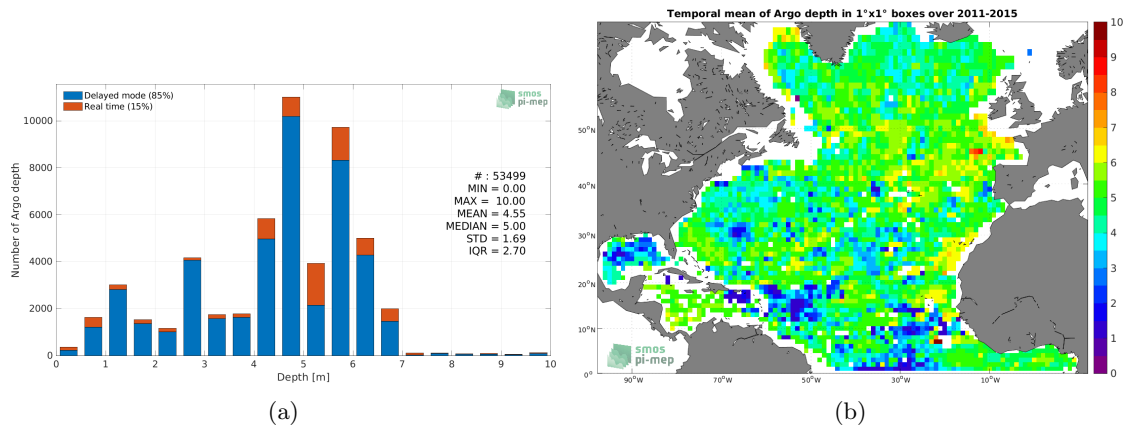 Delayed mode (85%)
Real time (15%)
smos
pi-mep
# : 53499
MIN = 0.00
MAX = 10.00
MEAN = 4.55
MEDIAN = 5.00
STD = 1.69
IQR = 2.70
Number of Argo depth
10000
8000
6000
4000
2000
0
0 1 2 3 4 5 6 7 8 9 10
Depth [m]
(a)
Temporal mean of Argo depth in 1°x1° boxes over 2011-2015
50°N
40°N
30°N
20°N
10°N
0°
90°W 70°W 50°W 30°W 10°W
smos
pi-mep
10
9
8
7
6
5
4
3
2
1
0
(b)